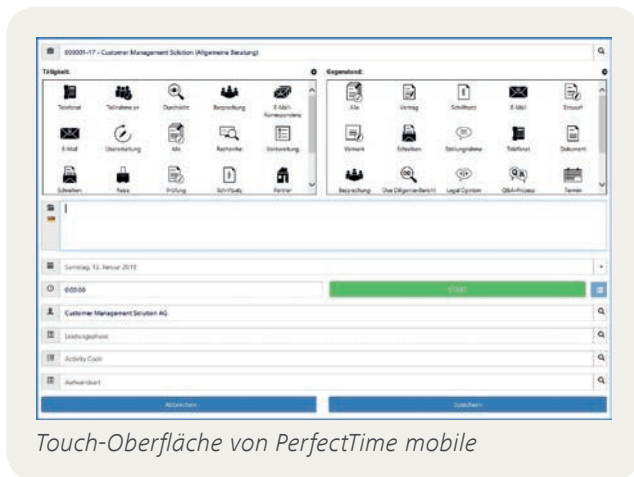 000001-17 - Customer Management Solution (Allgemeine Beratung)
Tätigkeit: Gegenstand:
Telefonat Teilnahme an Durchsicht Besprechung E-Mail-Korrespondenz Akte Vertrag Schriftsatz E-Mail Entwurf
E-Mail Überarbeitung Akte Recherche Vorbereitung Vermerk Schreiben Stellungnahme Telefonat Dokument
Schreiben Reise Prüfung Schriftsatz Partner Besprechung Due Diligence-Bericht Legal Opinion Q&A-Prozess Termin
Samstag, 12. Januar 2019
0:00:00 START
Customer Management Solution AG
Leistungsphase
Activity Code
Aufwandsart
Abbrechen Speichern
Touch-Oberfläche von PerfectTime mobile